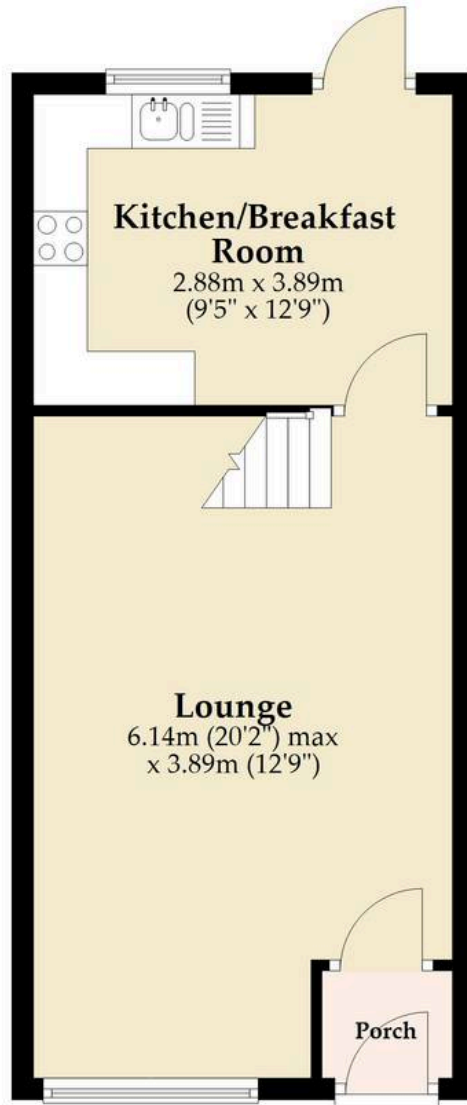 Kitchen/Breakfast
Room
2.88m x 3.89m
(9'5" x 12'9")
Lounge
6.14m (20'2") max
x 3.89m (12'9")
Porch